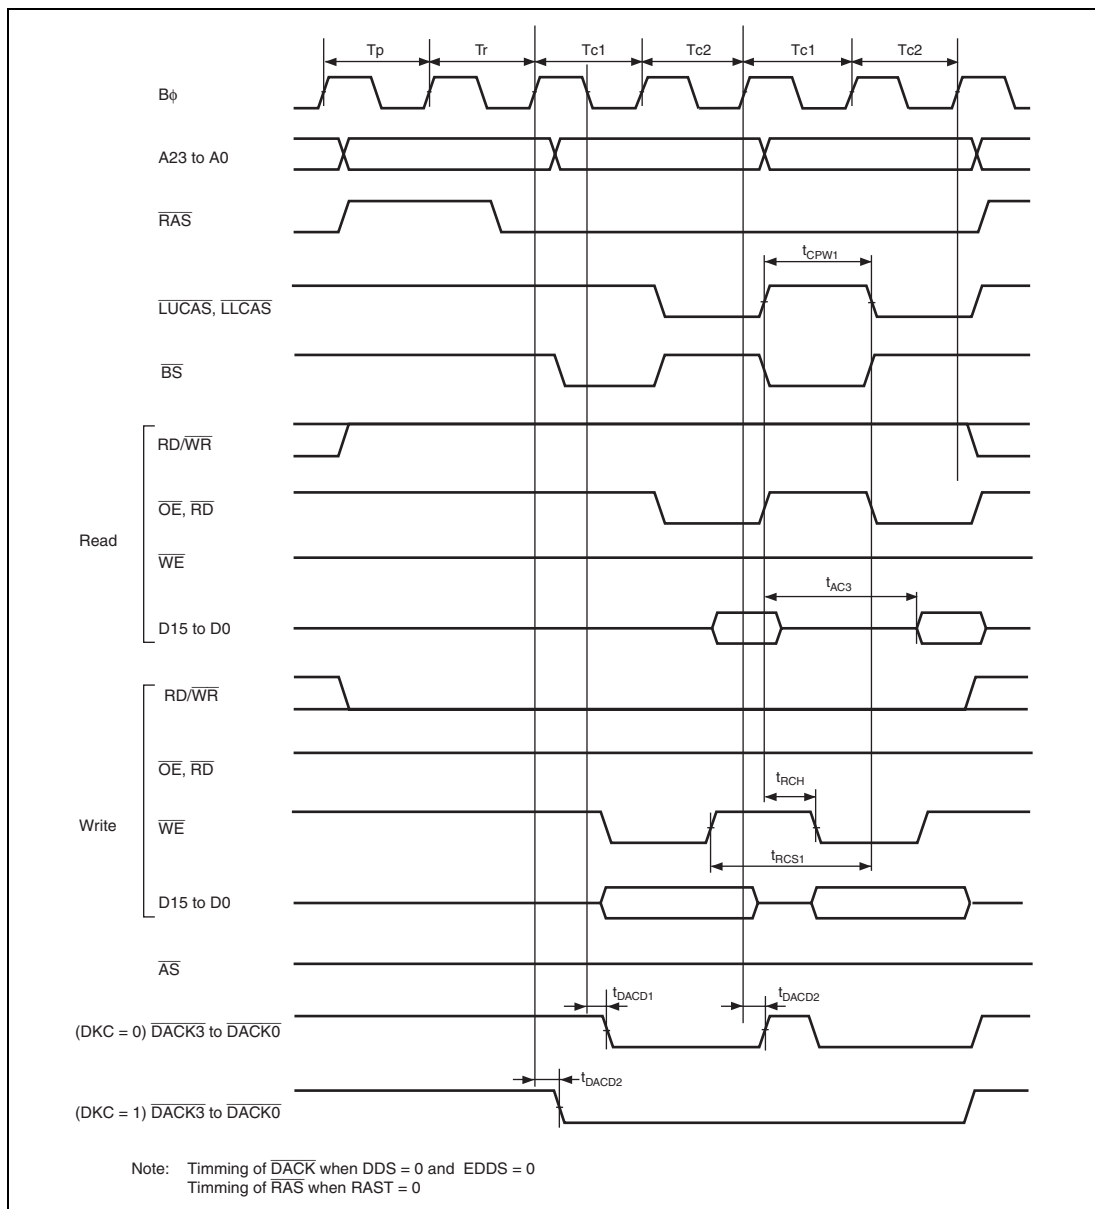 Tp Tr Tc1 Tc2 Tc1 Tc2
Bϕ
A23 to A0
RAS
tCPW1
LUCAS, LLCAS
BS
RD/WR
OE, RD
Read
WE
tAC3
D15 to D0
RD/WR
OE, RD
tRCH
Write
WE
tRCS1
D15 to D0
AS
tDACD1 tDACD2
(DKC = 0) DACK3 to DACK0
tDACD2
(DKC = 1) DACK3 to DACK0
Note: Timming of DACK when DDS = 0 and EDDS = 0
Timming of RAS when RAST = 0